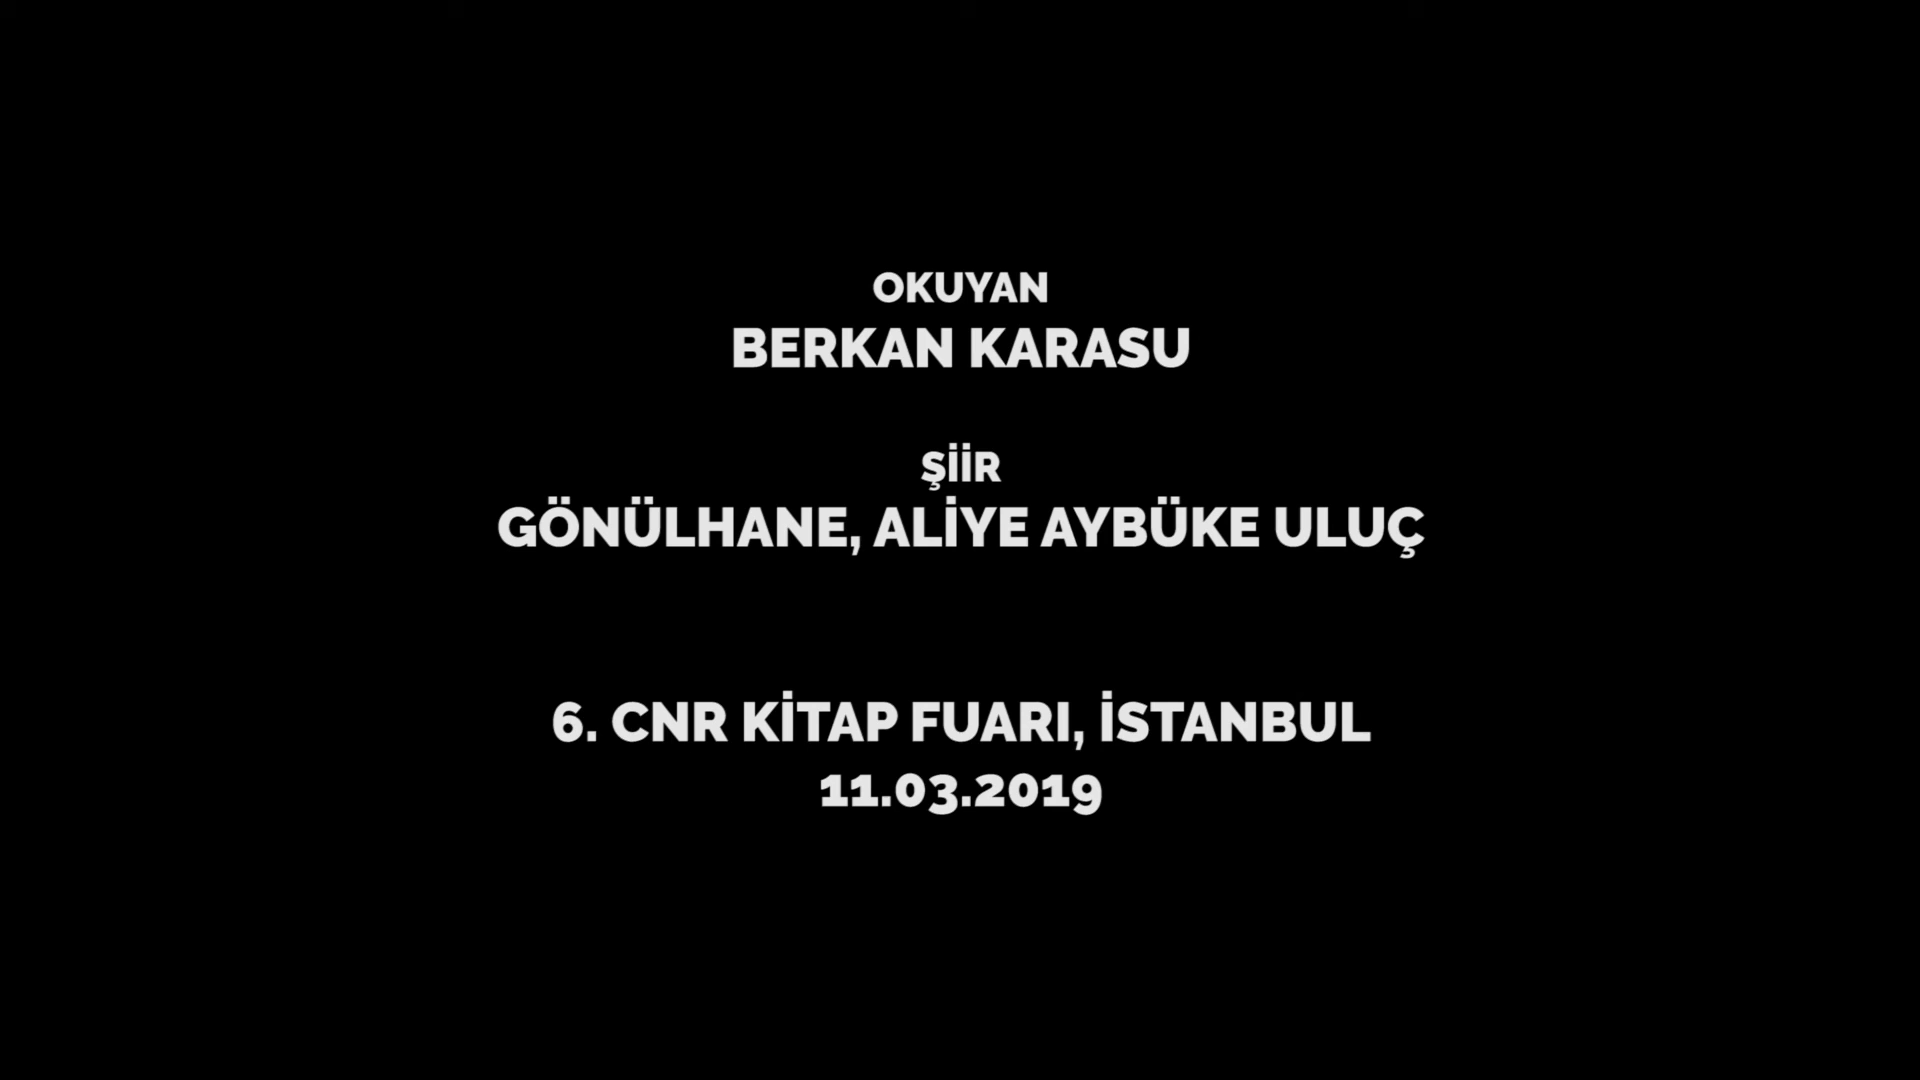 OKUYAN
BERKAN KARASU
ŞİİR
GÖNÜLHANE, ALİYE AYBÜKE ULUÇ
6. CNR KİTAP FUARI, İSTANBUL
11.03.2019